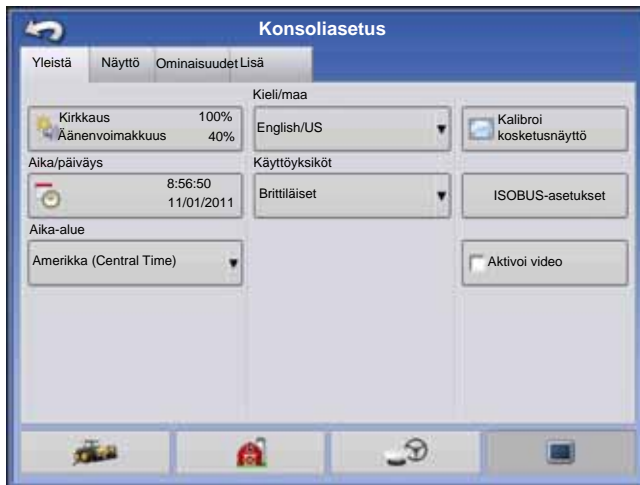 Konsoliasetus
Yleistä
Näyttö
Ominaisuudet
Lisä
Kirkkaus 100%
Äänenvoimakkuus 40%
Kieli/maa
English/US
Kalibroi
kosketusnäyttö
Aika/päiväys
8:56:50
11/01/2011
Käyttöyksiköt
Brittiläiset
ISOBUS-asetukset
Aika-alue
Amerikka (Central Time)
Aktivoi video